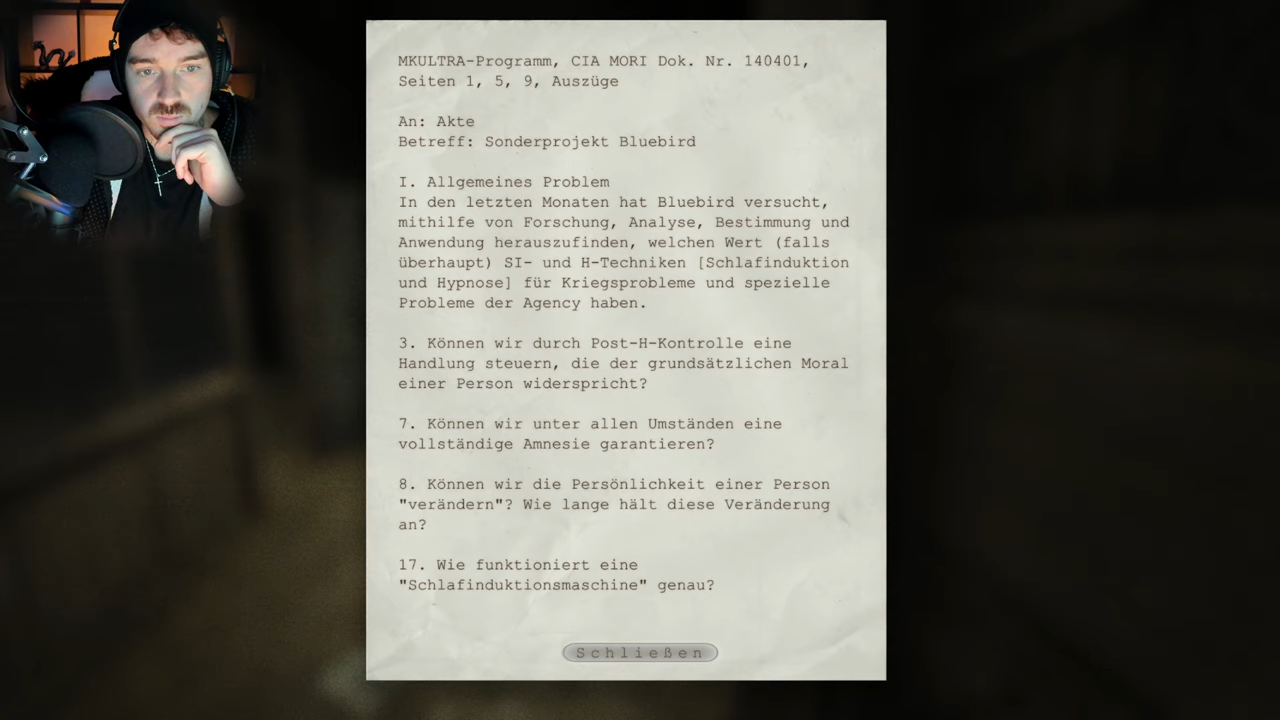 MKULTRA-Programm, CIA MORI Dok. Nr. 140401,
Seiten 1, 5, 9, Auszüge
An: Akte
Betreff: Sonderprojekt Bluebird
I. Allgemeines Problem
In den letzten Monaten hat Bluebird versucht,
mithilfe von Forschung, Analyse, Bestimmung und
Anwendung herauszufinden, welchen Wert (falls
überhaupt) SI- und H-Techniken [Schlafinduktion
und Hypnose] für Kriegsprobleme und spezielle
Probleme der Agency haben.
3. Können wir durch Post-H-Kontrolle eine
Handlung steuern, die der grundsätzlichen Moral
einer Person widerspricht?
7. Können wir unter allen Umständen eine
vollständige Amnesie garantieren?
8. Können wir die Persönlichkeit einer Person
"verändern"? Wie lange hält diese Veränderung
an?
17. Wie funktioniert eine
"Schlafinduktionsmaschine" genau?
Schließen